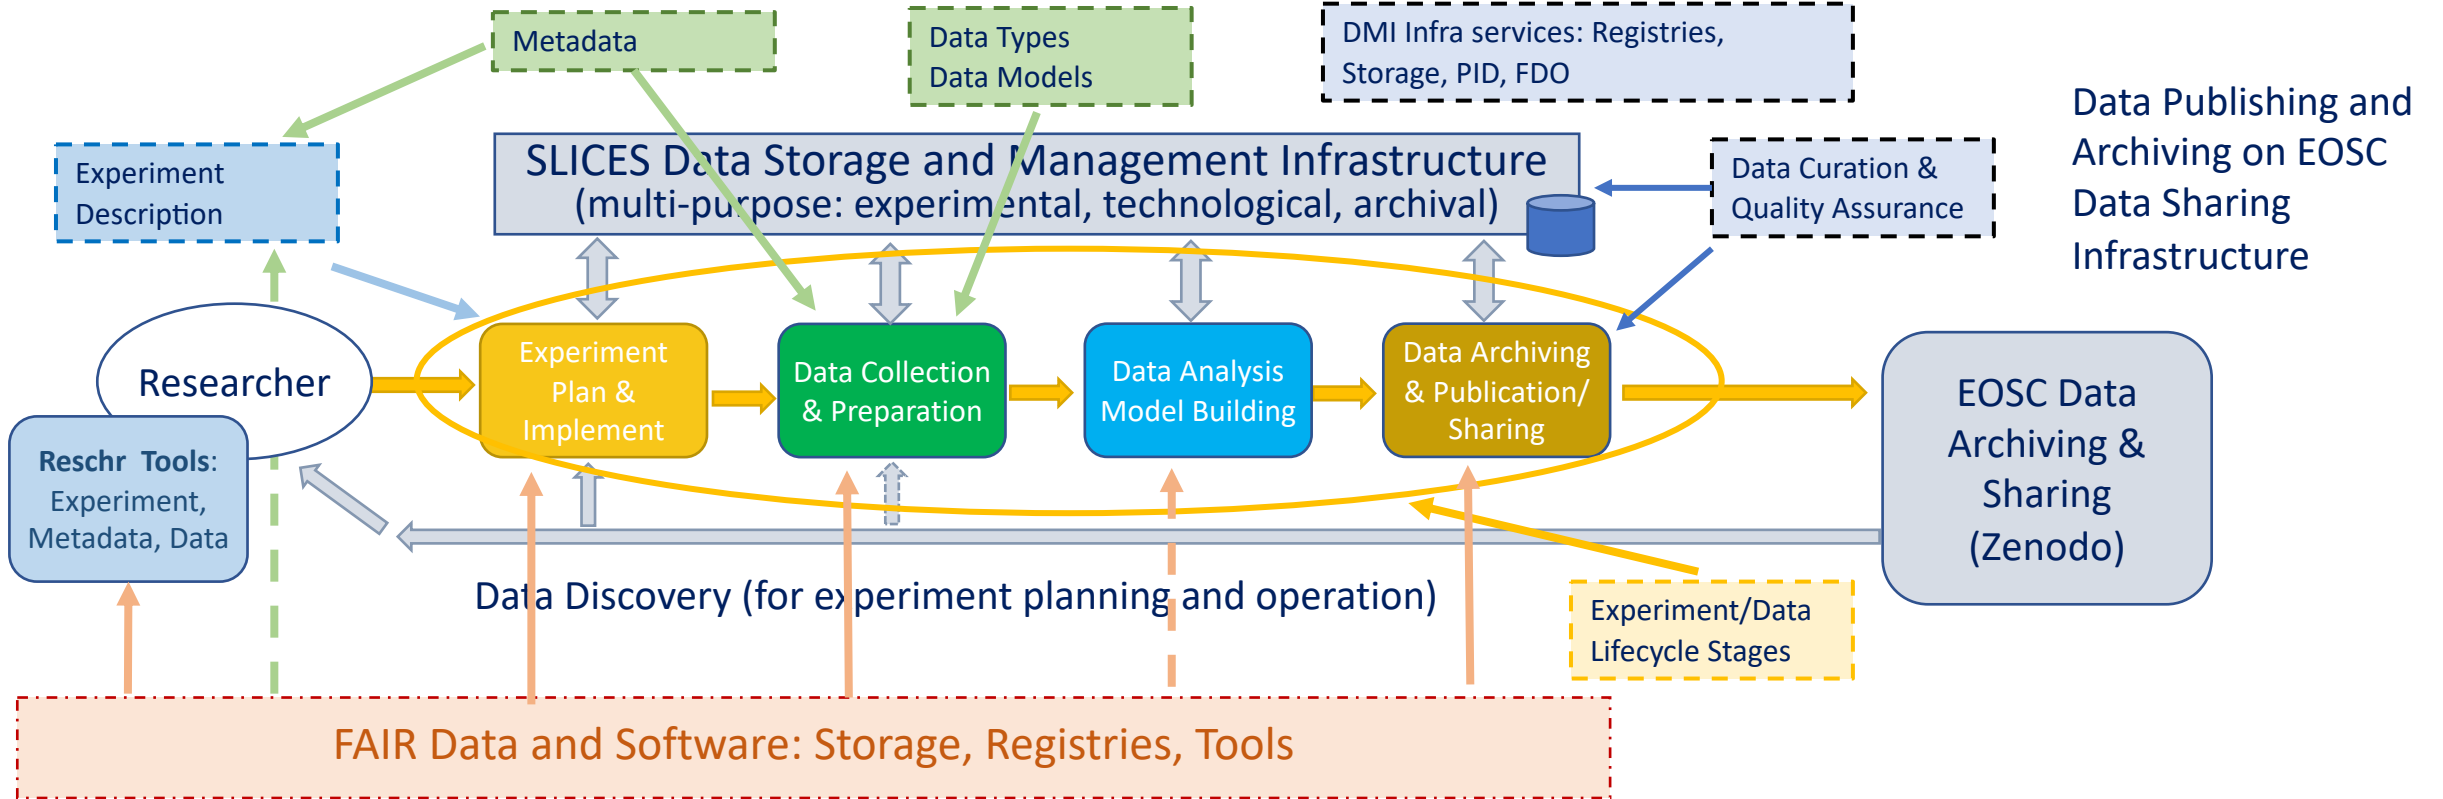 Metadata
Data Types
Data Models
DMI Infra services: Registries,
Storage, PID, FDO
Data Publishing and
Archiving on EOSC
Data Sharing
Infrastructure
Experiment
Description
SLICES Data Storage and Management Infrastructure
(multi-purpose: experimental, technological, archival)
Data Curation &
Quality Assurance
Researcher
Reschr Tools:
Experiment,
Metadata, Data
Experiment
Plan &
Implement
Data Collection
& Preparation
Data Analysis
Model Building
Data Archiving
& Publication/
Sharing
EOSC Data
Archiving &
Sharing
(Zenodo)
Data Discovery (for experiment planning and operation)
Experiment/Data
Lifecycle Stages
FAIR Data and Software: Storage, Registries, Tools